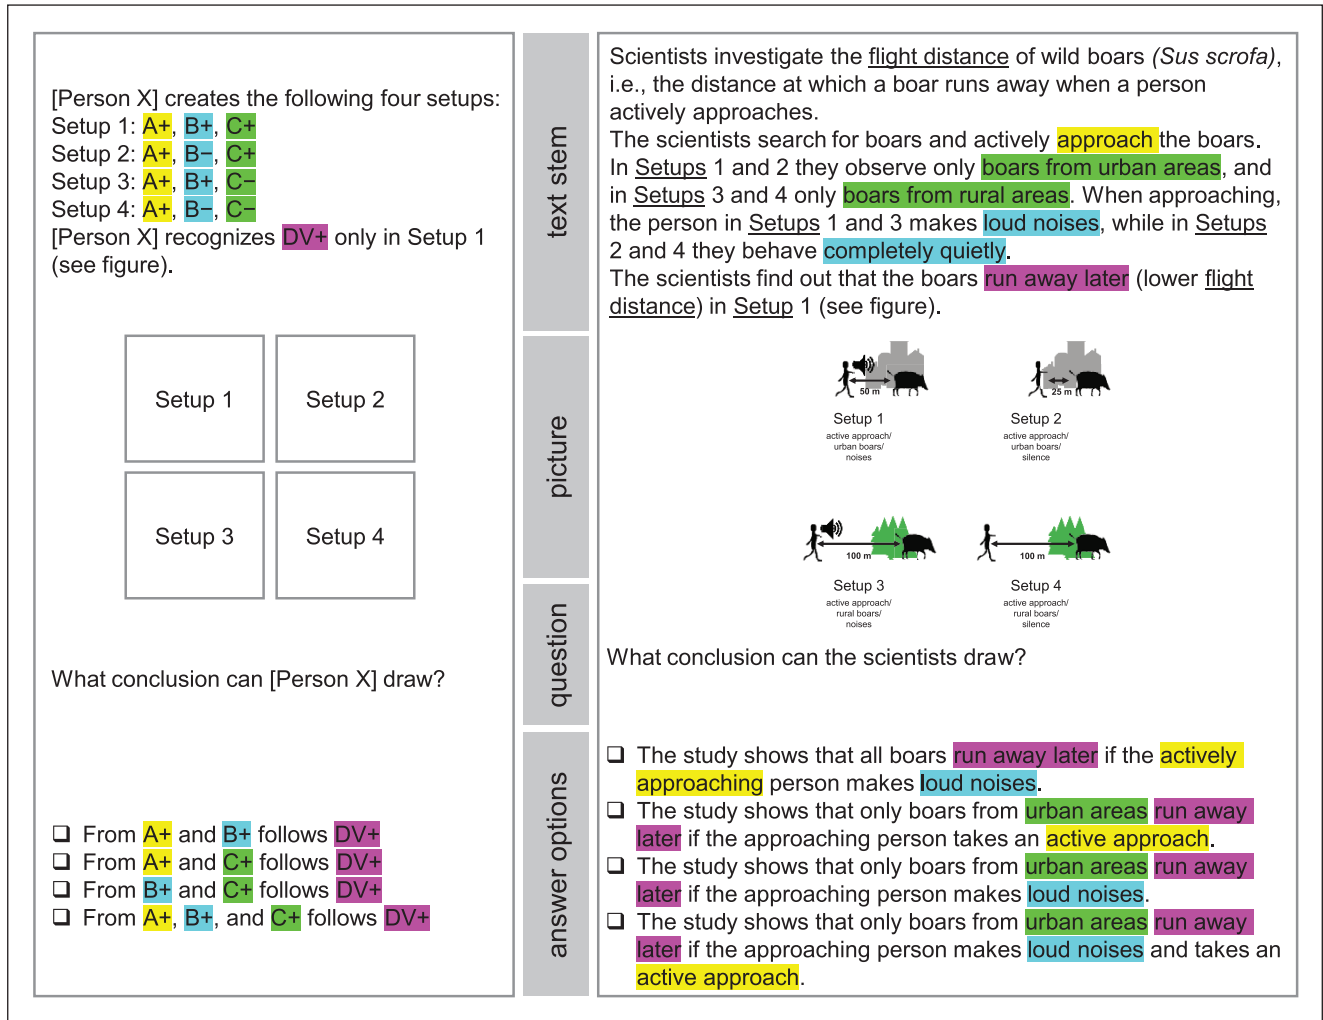 [Person X] creates the following four setups:
Setup 1: A+, B+, C+
Setup 2: A+, B−, C+
Setup 3: A+, B+, C−
Setup 4: A+, B−, C−
[Person X] recognizes DV+ only in Setup 1
(see figure).
Setup 1
Setup 2
Setup 3
Setup 4
What conclusion can [Person X] draw?
❑ From A+ and B+ follows DV+
❑ From A+ and C+ follows DV+
❑ From B+ and C+ follows DV+
❑ From A+, B+, and C+ follows DV+
text stem
picture
question
answer options
Scientists investigate the flight distance of wild boars (Sus scrofa),
i.e., the distance at which a boar runs away when a person
actively approaches.
The scientists search for boars and actively approach the boars.
In Setups 1 and 2 they observe only boars from urban areas, and
in Setups 3 and 4 only boars from rural areas. When approaching,
the person in Setups 1 and 3 makes loud noises, while in Setups
2 and 4 they behave completely quietly.
The scientists find out that the boars run away later (lower flight
distance) in Setup 1 (see figure).
50 m
Setup 1
active approach/
urban boars/
noises
25 m
Setup 2
active approach/
urban boars/
silence
100 m
Setup 3
active approach/
rural boars/
noises
100 m
Setup 4
active approach/
rural boars/
silence
What conclusion can the scientists draw?
❑ The study shows that all boars run away later if the actively
approaching person makes loud noises.
❑ The study shows that only boars from urban areas run away
later if the approaching person takes an active approach.
❑ The study shows that only boars from urban areas run away
later if the approaching person makes loud noises.
❑ The study shows that only boars from urban areas run away
later if the approaching person makes loud noises and takes an
active approach.